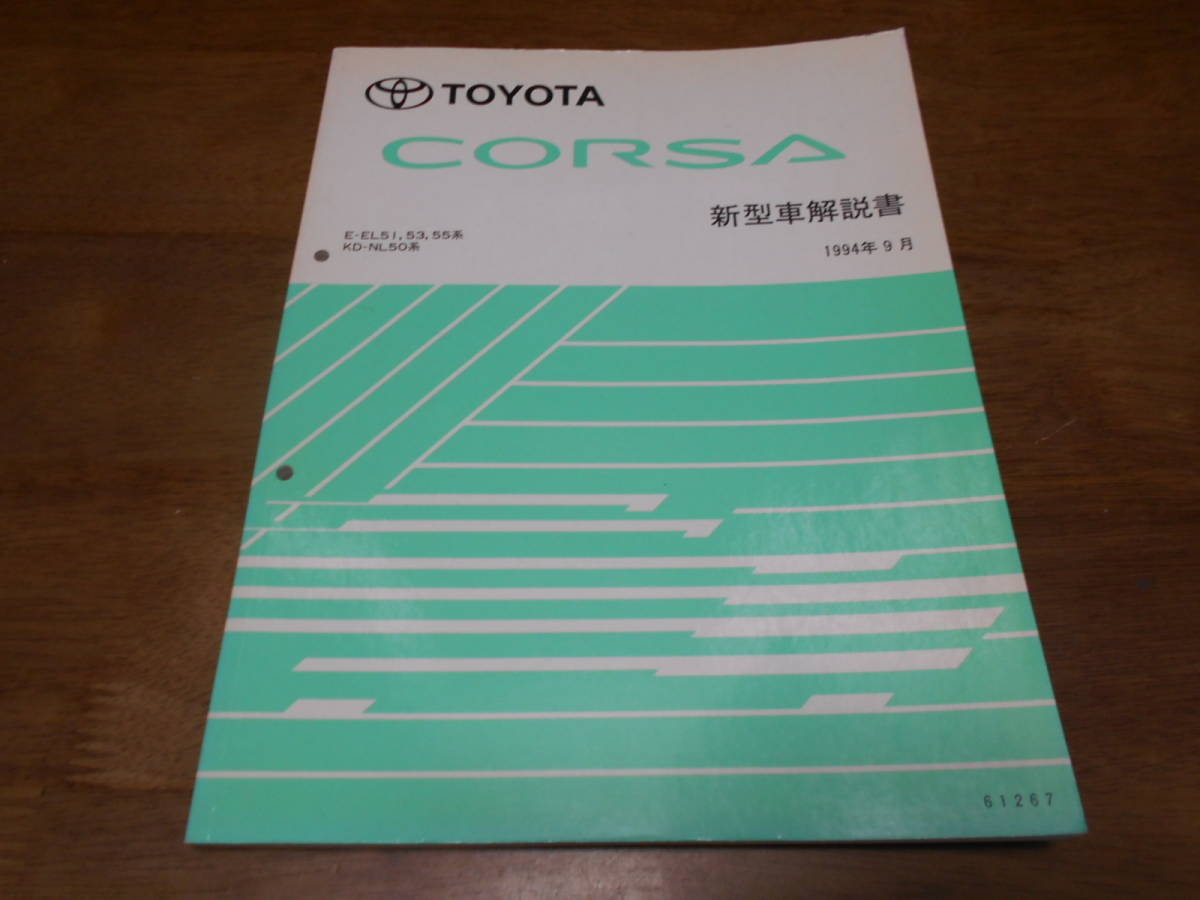 TOYOTA
CORSA
新型車解説書
E-EL51, 53, 55系
KD-NL50系
1994年9月
61267